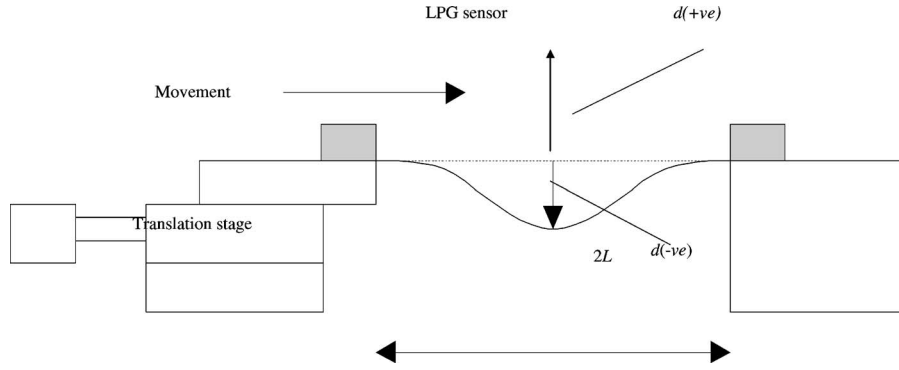 LPG sensor
d(+ve)
Movement
Translation stage
2L
d(-ve)